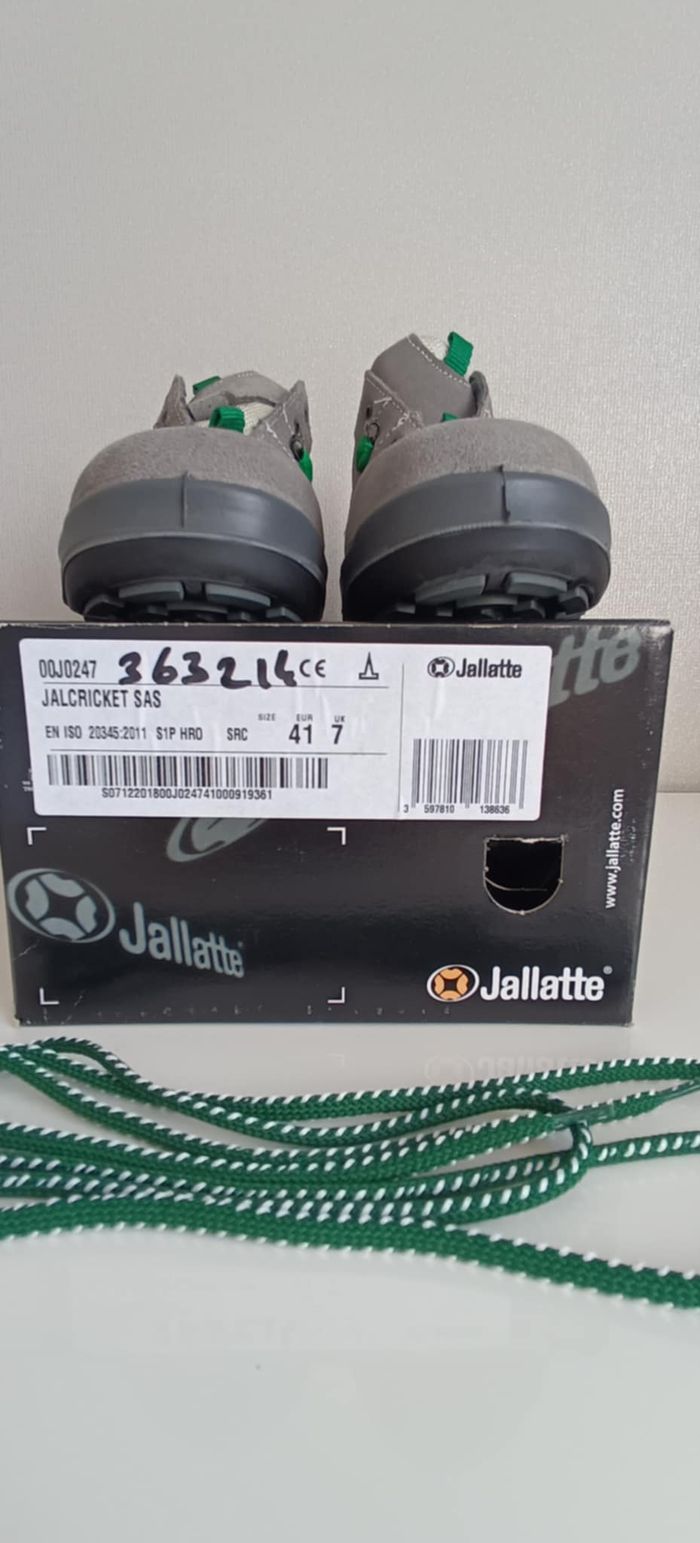 00J0247 363214 CE Jallatte
JALCRICKET SAS
SIZE EUR UK
EN ISO 20345:2011 S1P HRO SRC 41 7
S0712201800J024741000919361
3 597810 138636
www.jallatte.com
Jallatte
Jallatte®